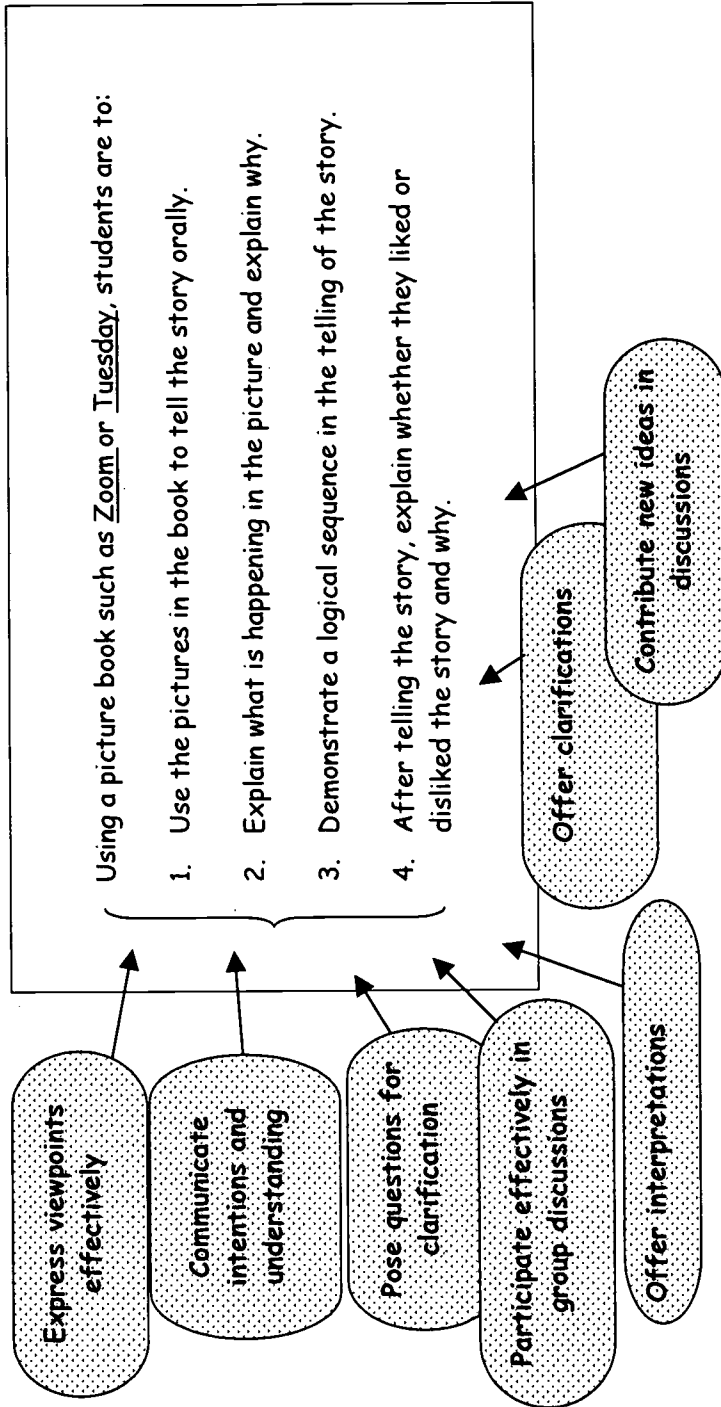 Using a picture book such as Zoom or Tuesday, students are to:
1. Use the pictures in the book to tell the story orally.
2. Explain what is happening in the picture and explain why.
3. Demonstrate a logical sequence in the telling of the story.
4. After telling the story, explain whether they liked or
disliked the story and why.
Express viewpoints
effectively
Communicate
intentions and
understanding
Pose questions for
clarification
Participate effectively in
group discussions
Offer interpretations
Offer clarifications
Contribute new ideas in
discussions